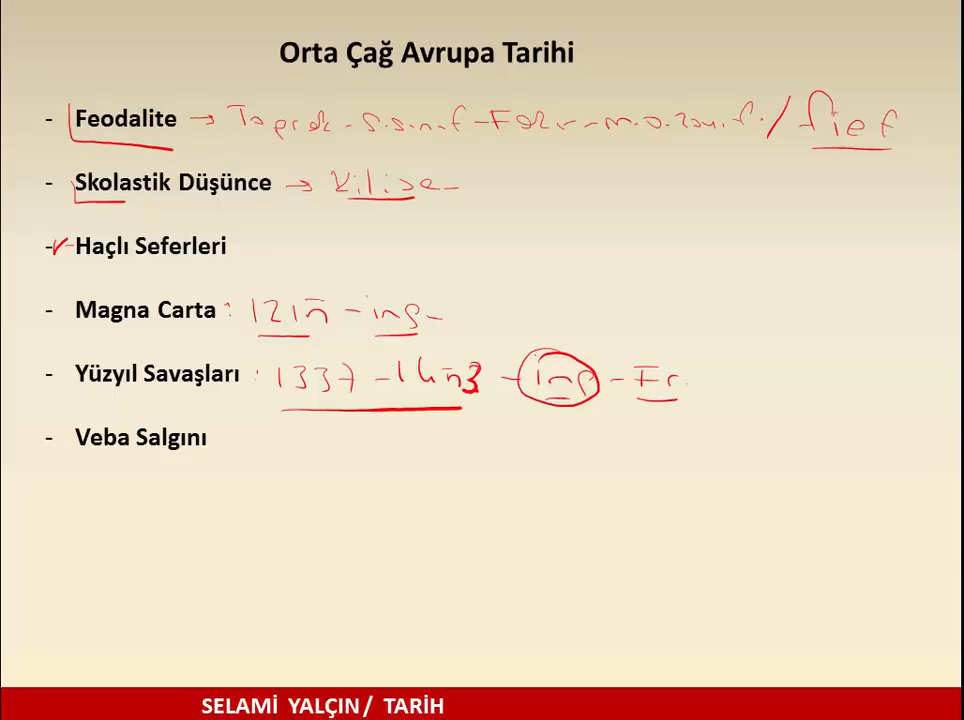 Orta Çağ Avrupa Tarihi
- Feodalite → Toprak - S.sınıf - - M.O.zayıf. / fief
- Skolastik Düşünce → Kilise -
- Haçlı Seferleri
- Magna Carta : 1215 - ing -
- Yüzyıl Savaşları : 1337 - 1453 - ing - Fr.
- Veba Salgını
SELAMİ YALÇIN / TARİH